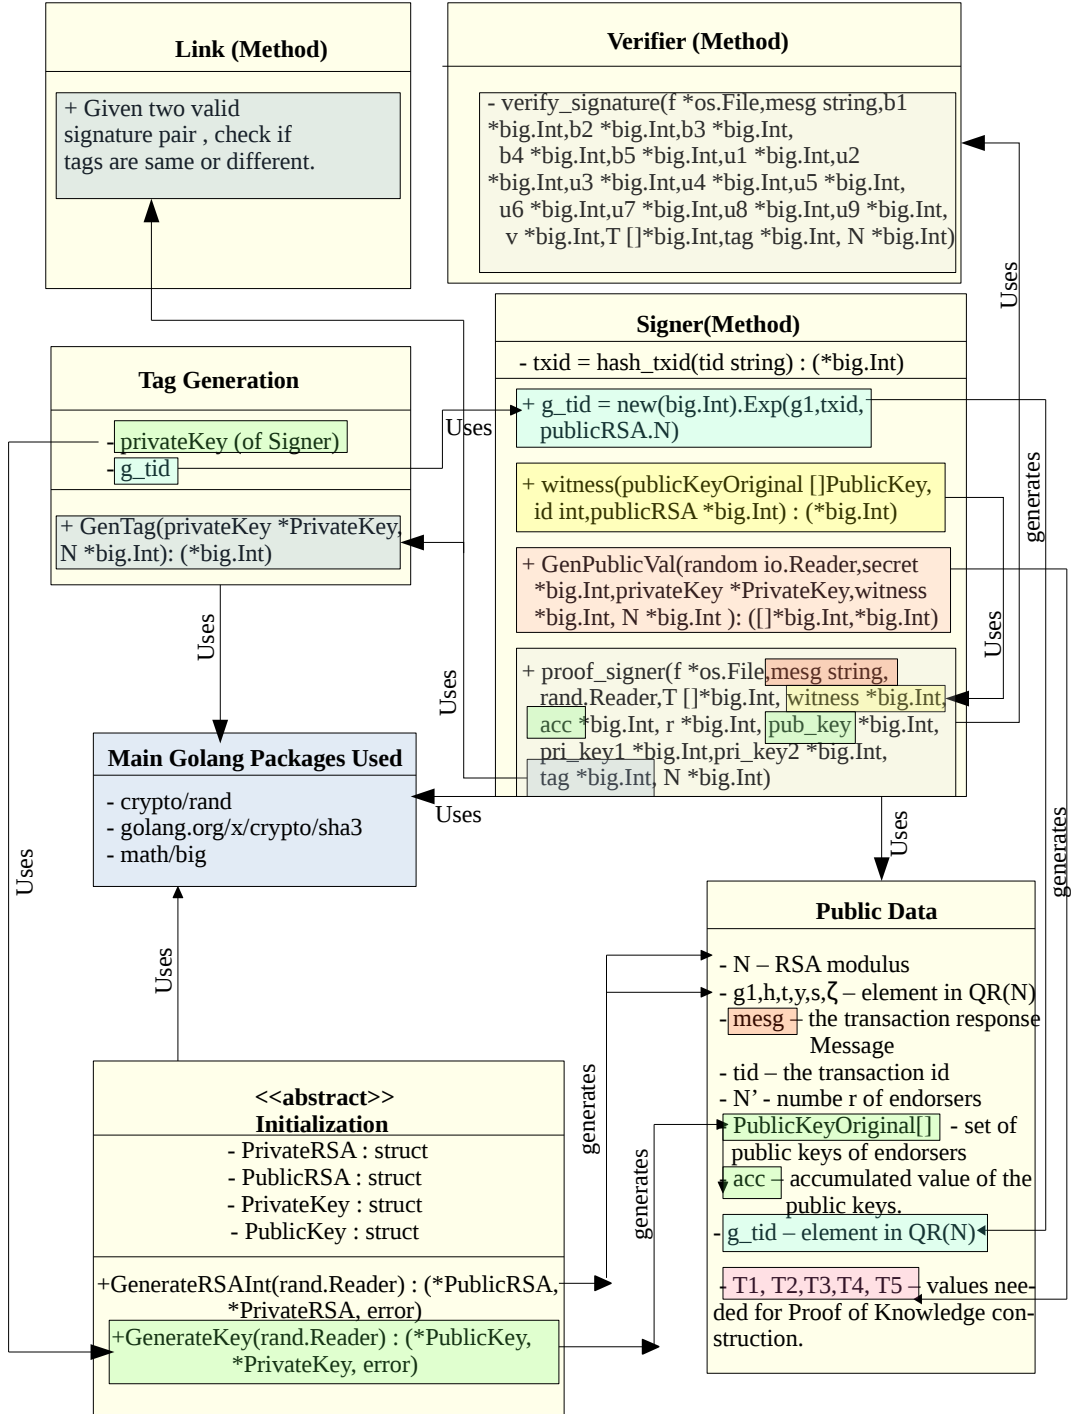 Link (Method)
+ Given two valid
signature pair , check if
tags are same or different.
Verifier (Method)
- verify_signature(f *os.File,mesg string,b1
*big.Int,b2 *big.Int,b3 *big.Int,
b4 *big.Int,b5 *big.Int,u1 *big.Int,u2
*big.Int,u3 *big.Int,u4 *big.Int,u5 *big.Int,
u6 *big.Int,u7 *big.Int,u8 *big.Int,u9 *big.Int,
v *big.Int,T []*big.Int,tag *big.Int, N *big.Int)
Uses
Signer(Method)
- txid = hash_txid(tid string) : (*big.Int)
+ g_tid = new(big.Int).Exp(g1,txid,
publicRSA.N)
+ witness(publicKeyOriginal []PublicKey,
id int,publicRSA *big.Int) : (*big.Int)
+ GenPublicVal(random io.Reader,secret
*big.Int,privateKey *PrivateKey,witness
*big.Int, N *big.Int ): ([]*big.Int,*big.Int)
+ proof_signer(f *os.File,mesg string,
rand.Reader,T []*big.Int, witness *big.Int,
acc *big.Int, r *big.Int, pub_key *big.Int,
pri_key1 *big.Int,pri_key2 *big.Int,
tag *big.Int, N *big.Int)
Uses
generates
Uses
Tag Generation
- privateKey (of Signer)
- g_tid
+ GenTag(privateKey *PrivateKey,
N *big.Int): (*big.Int)
Uses
Uses
Main Golang Packages Used
- crypto/rand
- golang.org/x/crypto/sha3
- math/big
Uses
Uses
generates
Uses
Uses
Public Data
- N – RSA modulus
- g1,h,t,y,s,ζ – element in QR(N)
- mesg – the transaction response
Message
- tid – the transaction id
- N’ - numbe r of endorsers
- PublicKeyOriginal[] - set of
public keys of endorsers
- acc – accumulated value of the
public keys.
- g_tid – element in QR(N)
- T1, T2,T3,T4, T5 – values nee-
ded for Proof of Knowledge con-
struction.
generates
generates
<<abstract>>
Initialization
- PrivateRSA : struct
- PublicRSA : struct
- PrivateKey : struct
- PublicKey : struct
+GenerateRSAInt(rand.Reader) : (*PublicRSA,
*PrivateRSA, error)
+GenerateKey(rand.Reader) : (*PublicKey,
*PrivateKey, error)